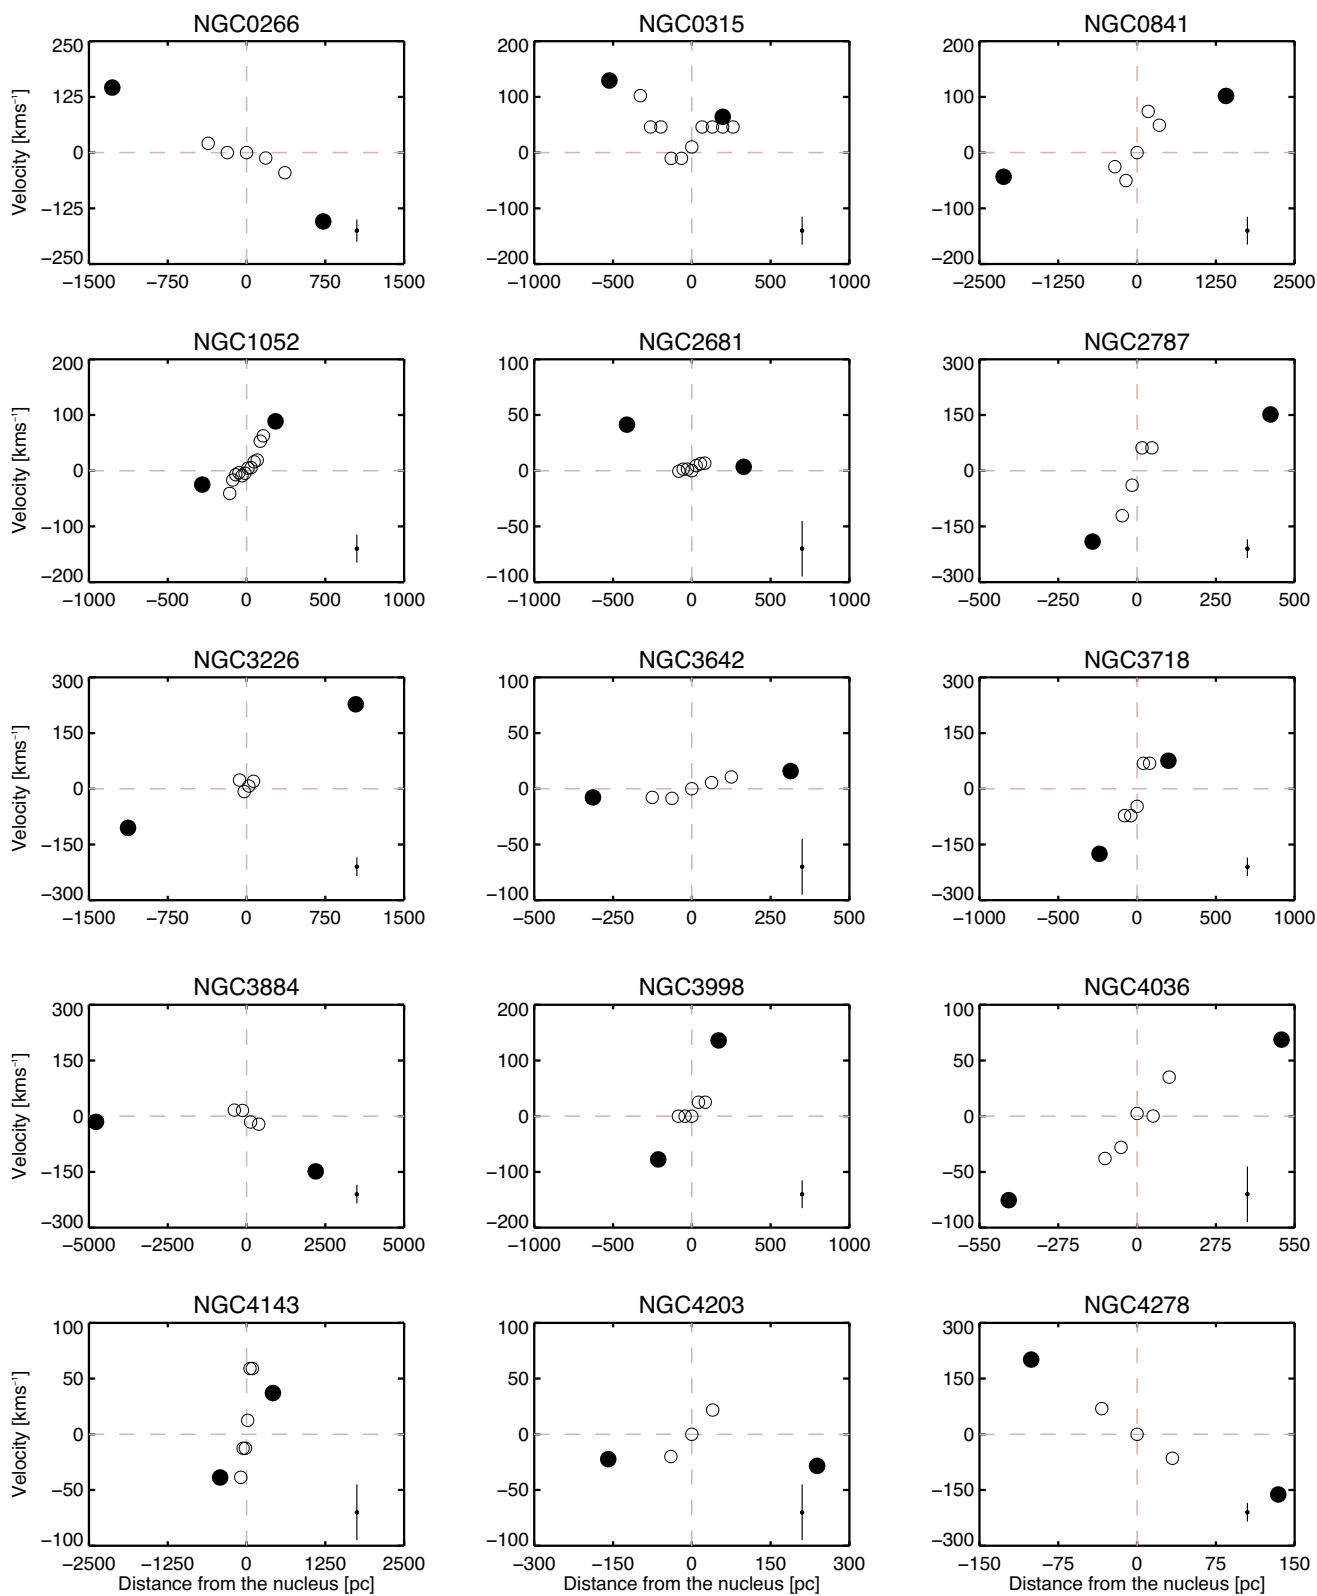 NGC0266 NGC0315 NGC0841
250 200 200
125 100 100
0 0 0
−125 −100 −100
−250 −200 −200
Velocity [kms⁻¹]
−1500 −750 0 750 1500 −1000 −500 0 500 1000 −2500 −1250 0 1250 2500
NGC1052 NGC2681 NGC2787
200 100 300
100 50 150
0 0 0
−100 −50 −150
−200 −100 −300
Velocity [kms⁻¹]
−1000 −500 0 500 1000 −1000 −500 0 500 1000 −500 −250 0 250 500
NGC3226 NGC3642 NGC3718
300 100 300
150 50 150
0 0 0
−150 −50 −150
−300 −100 −300
Velocity [kms⁻¹]
−1500 −750 0 750 1500 −500 −250 0 250 500 −1000 −500 0 500 1000
NGC3884 NGC3998 NGC4036
300 200 100
150 100 50
0 0 0
−150 −100 −50
−300 −200 −100
Velocity [kms⁻¹]
−5000 −2500 0 2500 5000 −1000 −500 0 500 1000 −550 −275 0 275 550
NGC4143 NGC4203 NGC4278
100 100 300
50 50 150
0 0 0
−50 −50 −150
−100 −100 −300
Velocity [kms⁻¹]
−2500 −1250 0 1250 2500 −300 −150 0 150 300 −150 −75 0 75 150
Distance from the nucleus [pc] Distance from the nucleus [pc] Distance from the nucleus [pc]